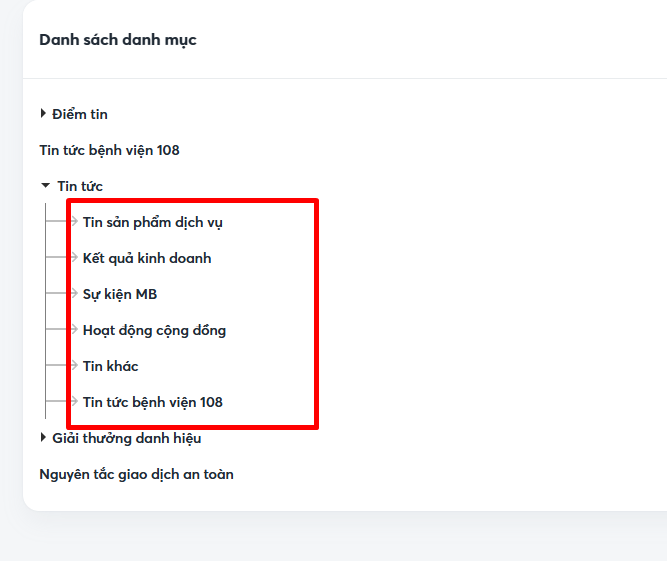 Danh sách danh mục
Điểm tin
Tin tức bệnh viện 108
Tin tức
Tin sản phẩm dịch vụ
Kết quả kinh doanh
Sự kiện MB
Hoạt động cộng đồng
Tin khác
Tin tức bệnh viện 108
Giải thưởng danh hiệu
Nguyên tắc giao dịch an toàn